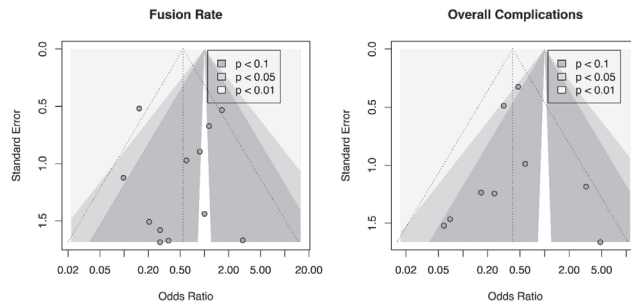 Fusion Rate
p < 0.1
p < 0.05
p < 0.01
Standard Error
0.0
0.5
1.0
1.5
0.02 0.05 0.20 0.50 2.00 5.00 20.00
Odds Ratio
Overall Complications
p < 0.1
p < 0.05
p < 0.01
Standard Error
0.0
0.5
1.0
1.5
0.02 0.05 0.20 0.50 2.00 5.00
Odds Ratio